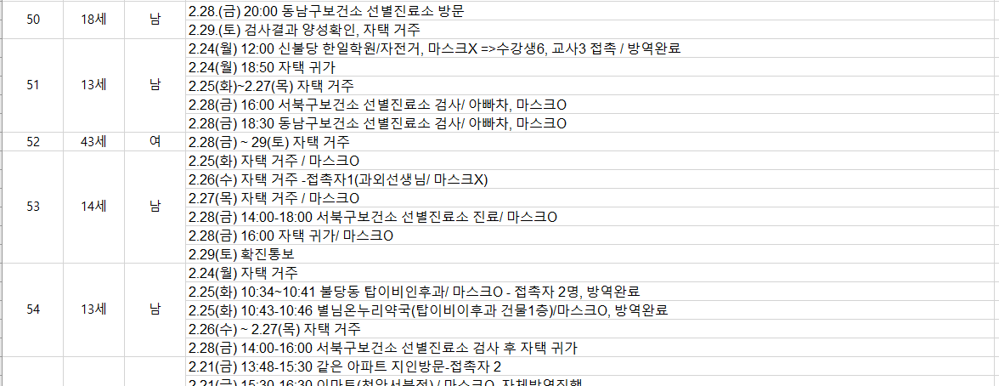 50 18세 남 2.28.(금) 20:00 동남구보건소 선별진료소 방문
2.29.(토) 검사결과 양성확인, 자택 거주
51 13세 남 2.24(월) 12:00 신불당 한일학원/자전거, 마스크X =>수강생6, 교사3 접촉 / 방역완료
2.24(월) 18:50 자택 귀가
2.25(화)~2.27(목) 자택 거주
2.28(금) 16:00 서북구보건소 선별진료소 검사/ 아빠차, 마스크O
2.28(금) 18:30 동남구보건소 선별진료소 검사/ 아빠차, 마스크O
52 43세 여 2.28(금) ~ 29(토) 자택 거주
53 14세 남 2.25(화) 자택 거주 / 마스크O
2.26(수) 자택 거주 -접촉자1(과외선생님/ 마스크X)
2.27(목) 자택 거주 / 마스크O
2.28(금) 14:00-18:00 서북구보건소 선별진료소 진료/ 마스크O
2.28(금) 16:00 자택 귀가/ 마스크O
2.29(토) 확진통보
54 13세 남 2.24(월) 자택 거주
2.25(화) 10:34~10:41 불당동 탑이비인후과/ 마스크O - 접촉자 2명, 방역완료
2.25(화) 10:43-10:46 별님온누리약국(탑이비이후과 건물1층)/마스크O, 방역완료
2.26(수) ~ 2.27(목) 자택 거주
2.28(금) 14:00-16:00 서북구보건소 선별진료소 검사 후 자택 귀가
2.21(금) 13:48-15:30 같은 아파트 지인방문-접촉자 2
2.21(금) 15:30-16:30 이마트(천안서북점) / 마스크O, 자체방역진행